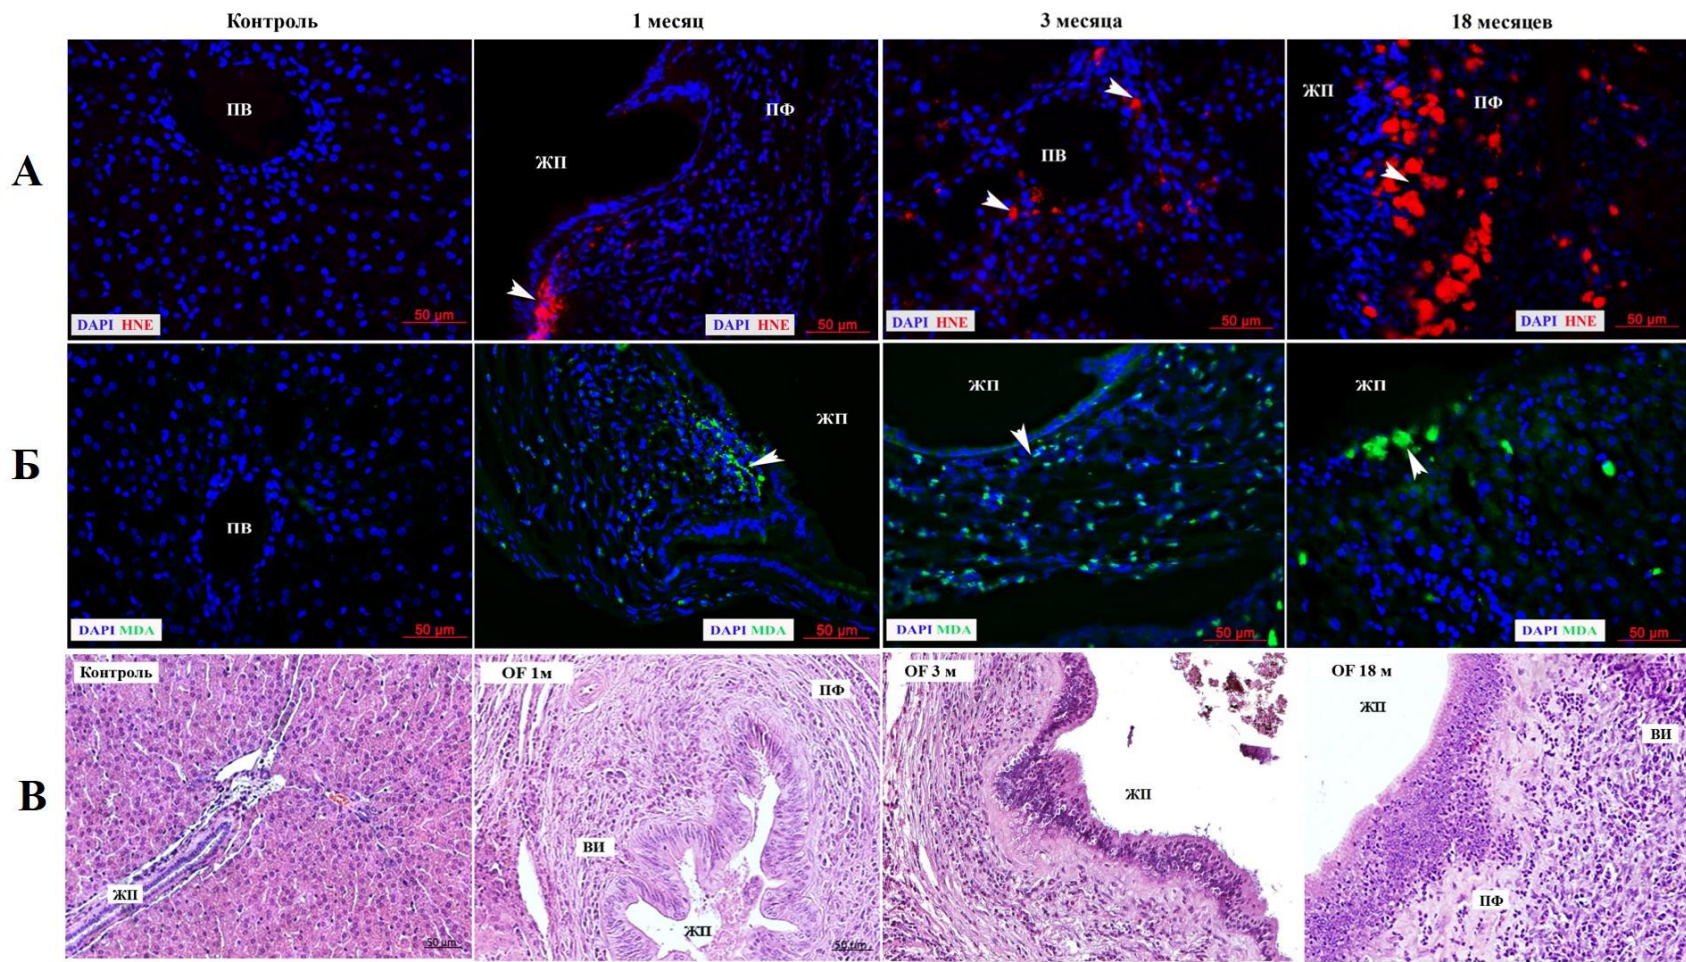 Контроль
1 месяц
3 месяца
18 месяцев
А
ПВ
DAPI HNE
50 µm
ЖП
ПФ
DAPI HNE
50 µm
ПВ
DAPI HNE
50 µm
ЖП
ПФ
DAPI HNE
50 µm
Б
ПВ
DAPI MDA
50 µm
ЖП
DAPI MDA
50 µm
ЖП
DAPI MDA
50 µm
ЖП
DAPI MDA
50 µm
В
Контроль
ЖП
50 µm
OF 1м
ПФ
ВИ
ЖП
50 µm
OF 3 м
ЖП
OF 18 м
ЖП
ВИ
ПФ